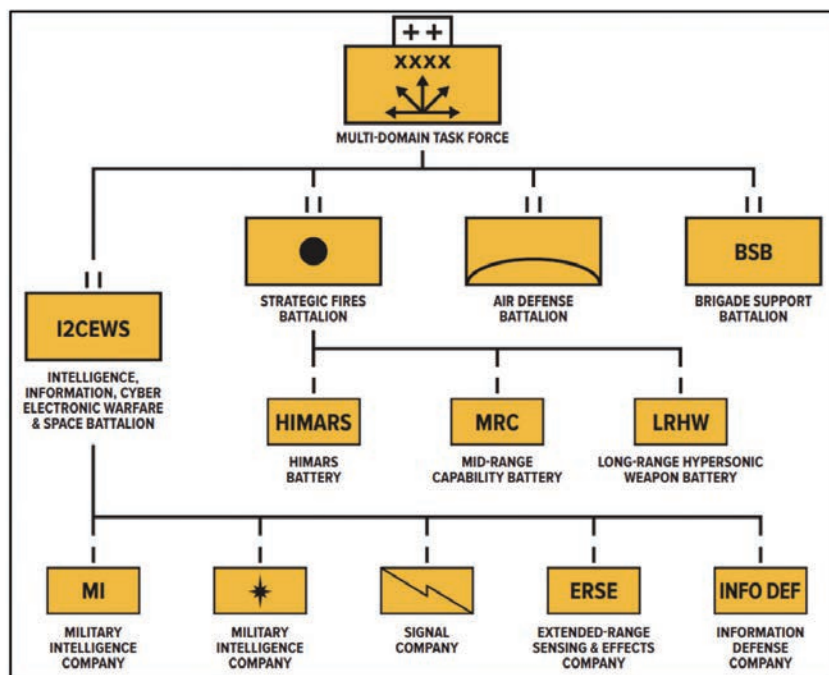 ++
XXXX
MULTI-DOMAIN TASK FORCE
BSB
STRATEGIC FIRES
BATTALION
AIR DEFENSE
BATTALION
BRIGADE SUPPORT
BATTALION
I2CEWS
INTELLIGENCE,
INFORMATION, CYBER
ELECTRONIC WARFARE
& SPACE BATTALION
HIMARS
MRC
LRHW
HIMARS
BATTERY
MID-RANGE
CAPABILITY BATTERY
LONG-RANGE HYPERSONIC
WEAPON BATTERY
MI
ERSE
INFO DEF
MILITARY
INTELLIGENCE
COMPANY
MILITARY
INTELLIGENCE
COMPANY
SIGNAL
COMPANY
EXTENDED-RANGE
SENSING & EFFECTS
COMPANY
INFORMATION
DEFENSE
COMPANY